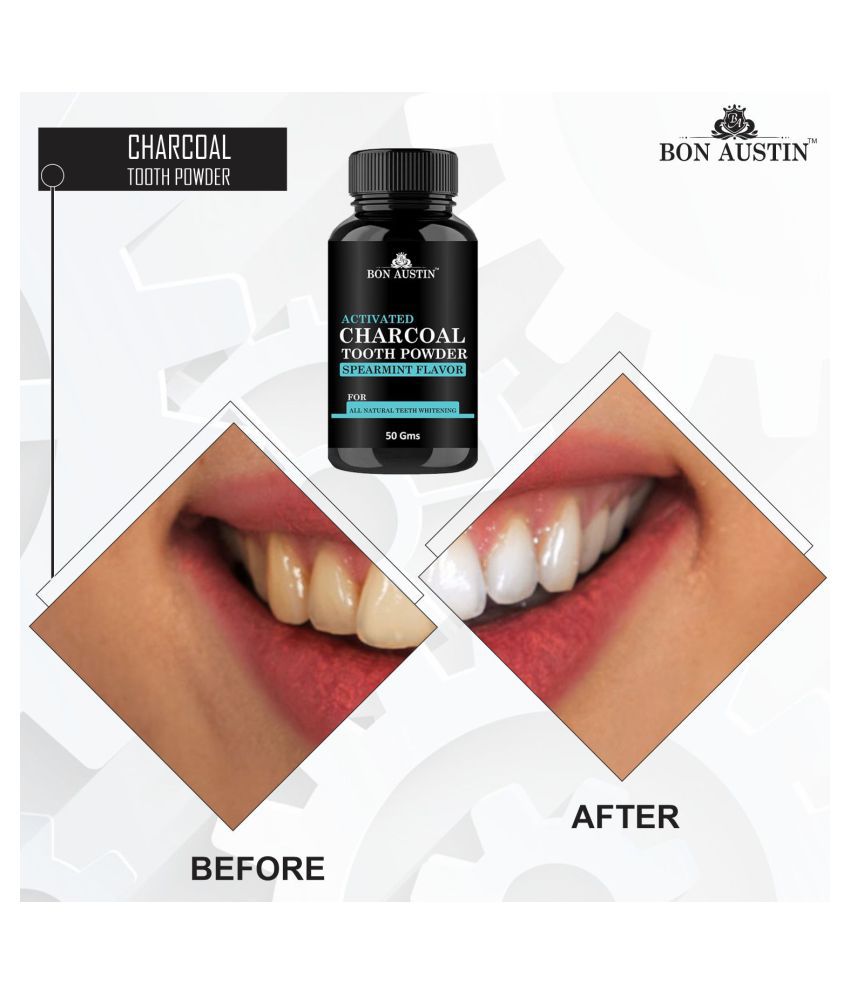 CHARCOAL
TOOTH POWDER
BA
BON AUSTIN™
BON AUSTIN™
ACTIVATED
CHARCOAL
TOOTH POWDER
SPEARMINT FLAVOR
FOR
ALL NATURAL TEETH WHITENING
50 Gms
BEFORE
AFTER